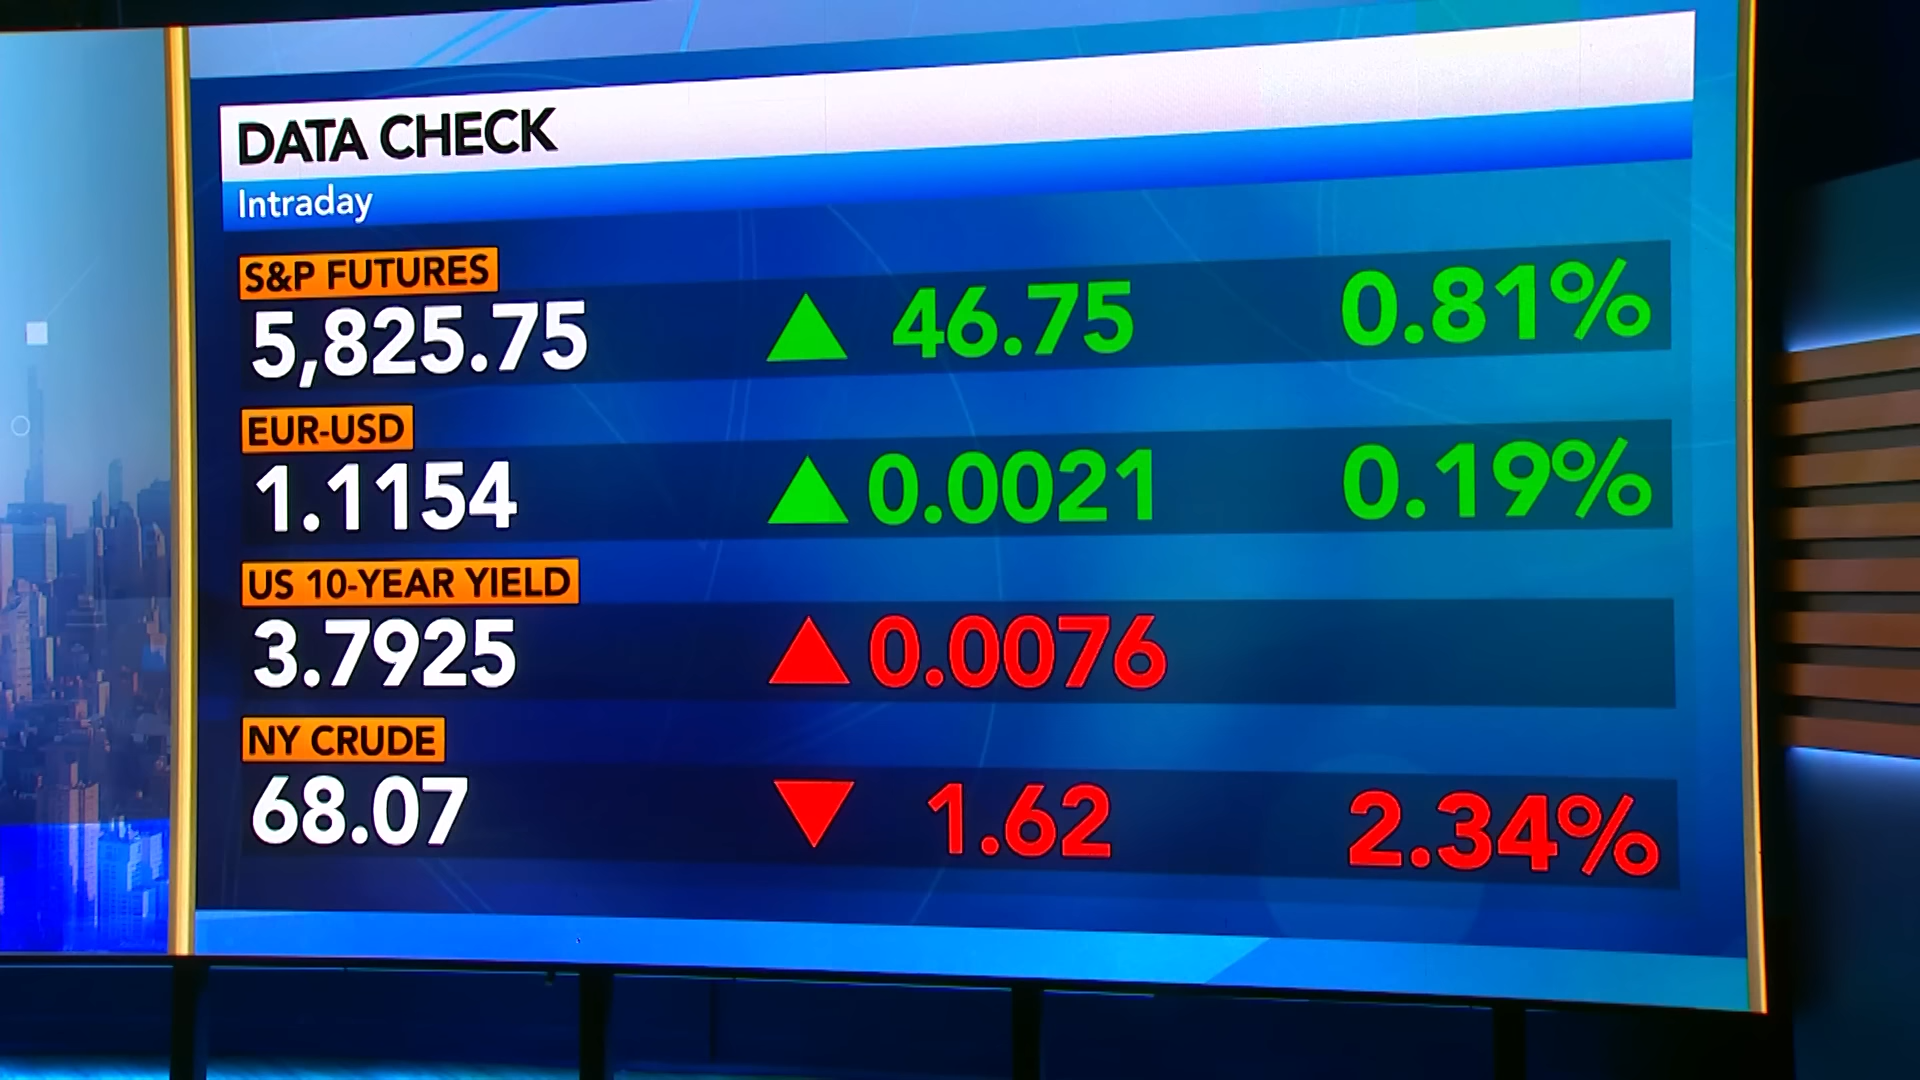 DATA CHECK
Intraday
S&P FUTURES
5,825.75 ▲ 46.75 0.81%
EUR-USD
1.1154 ▲ 0.0021 0.19%
US 10-YEAR YIELD
3.7925 ▲ 0.0076
NY CRUDE
68.07 ▼ 1.62 2.34%